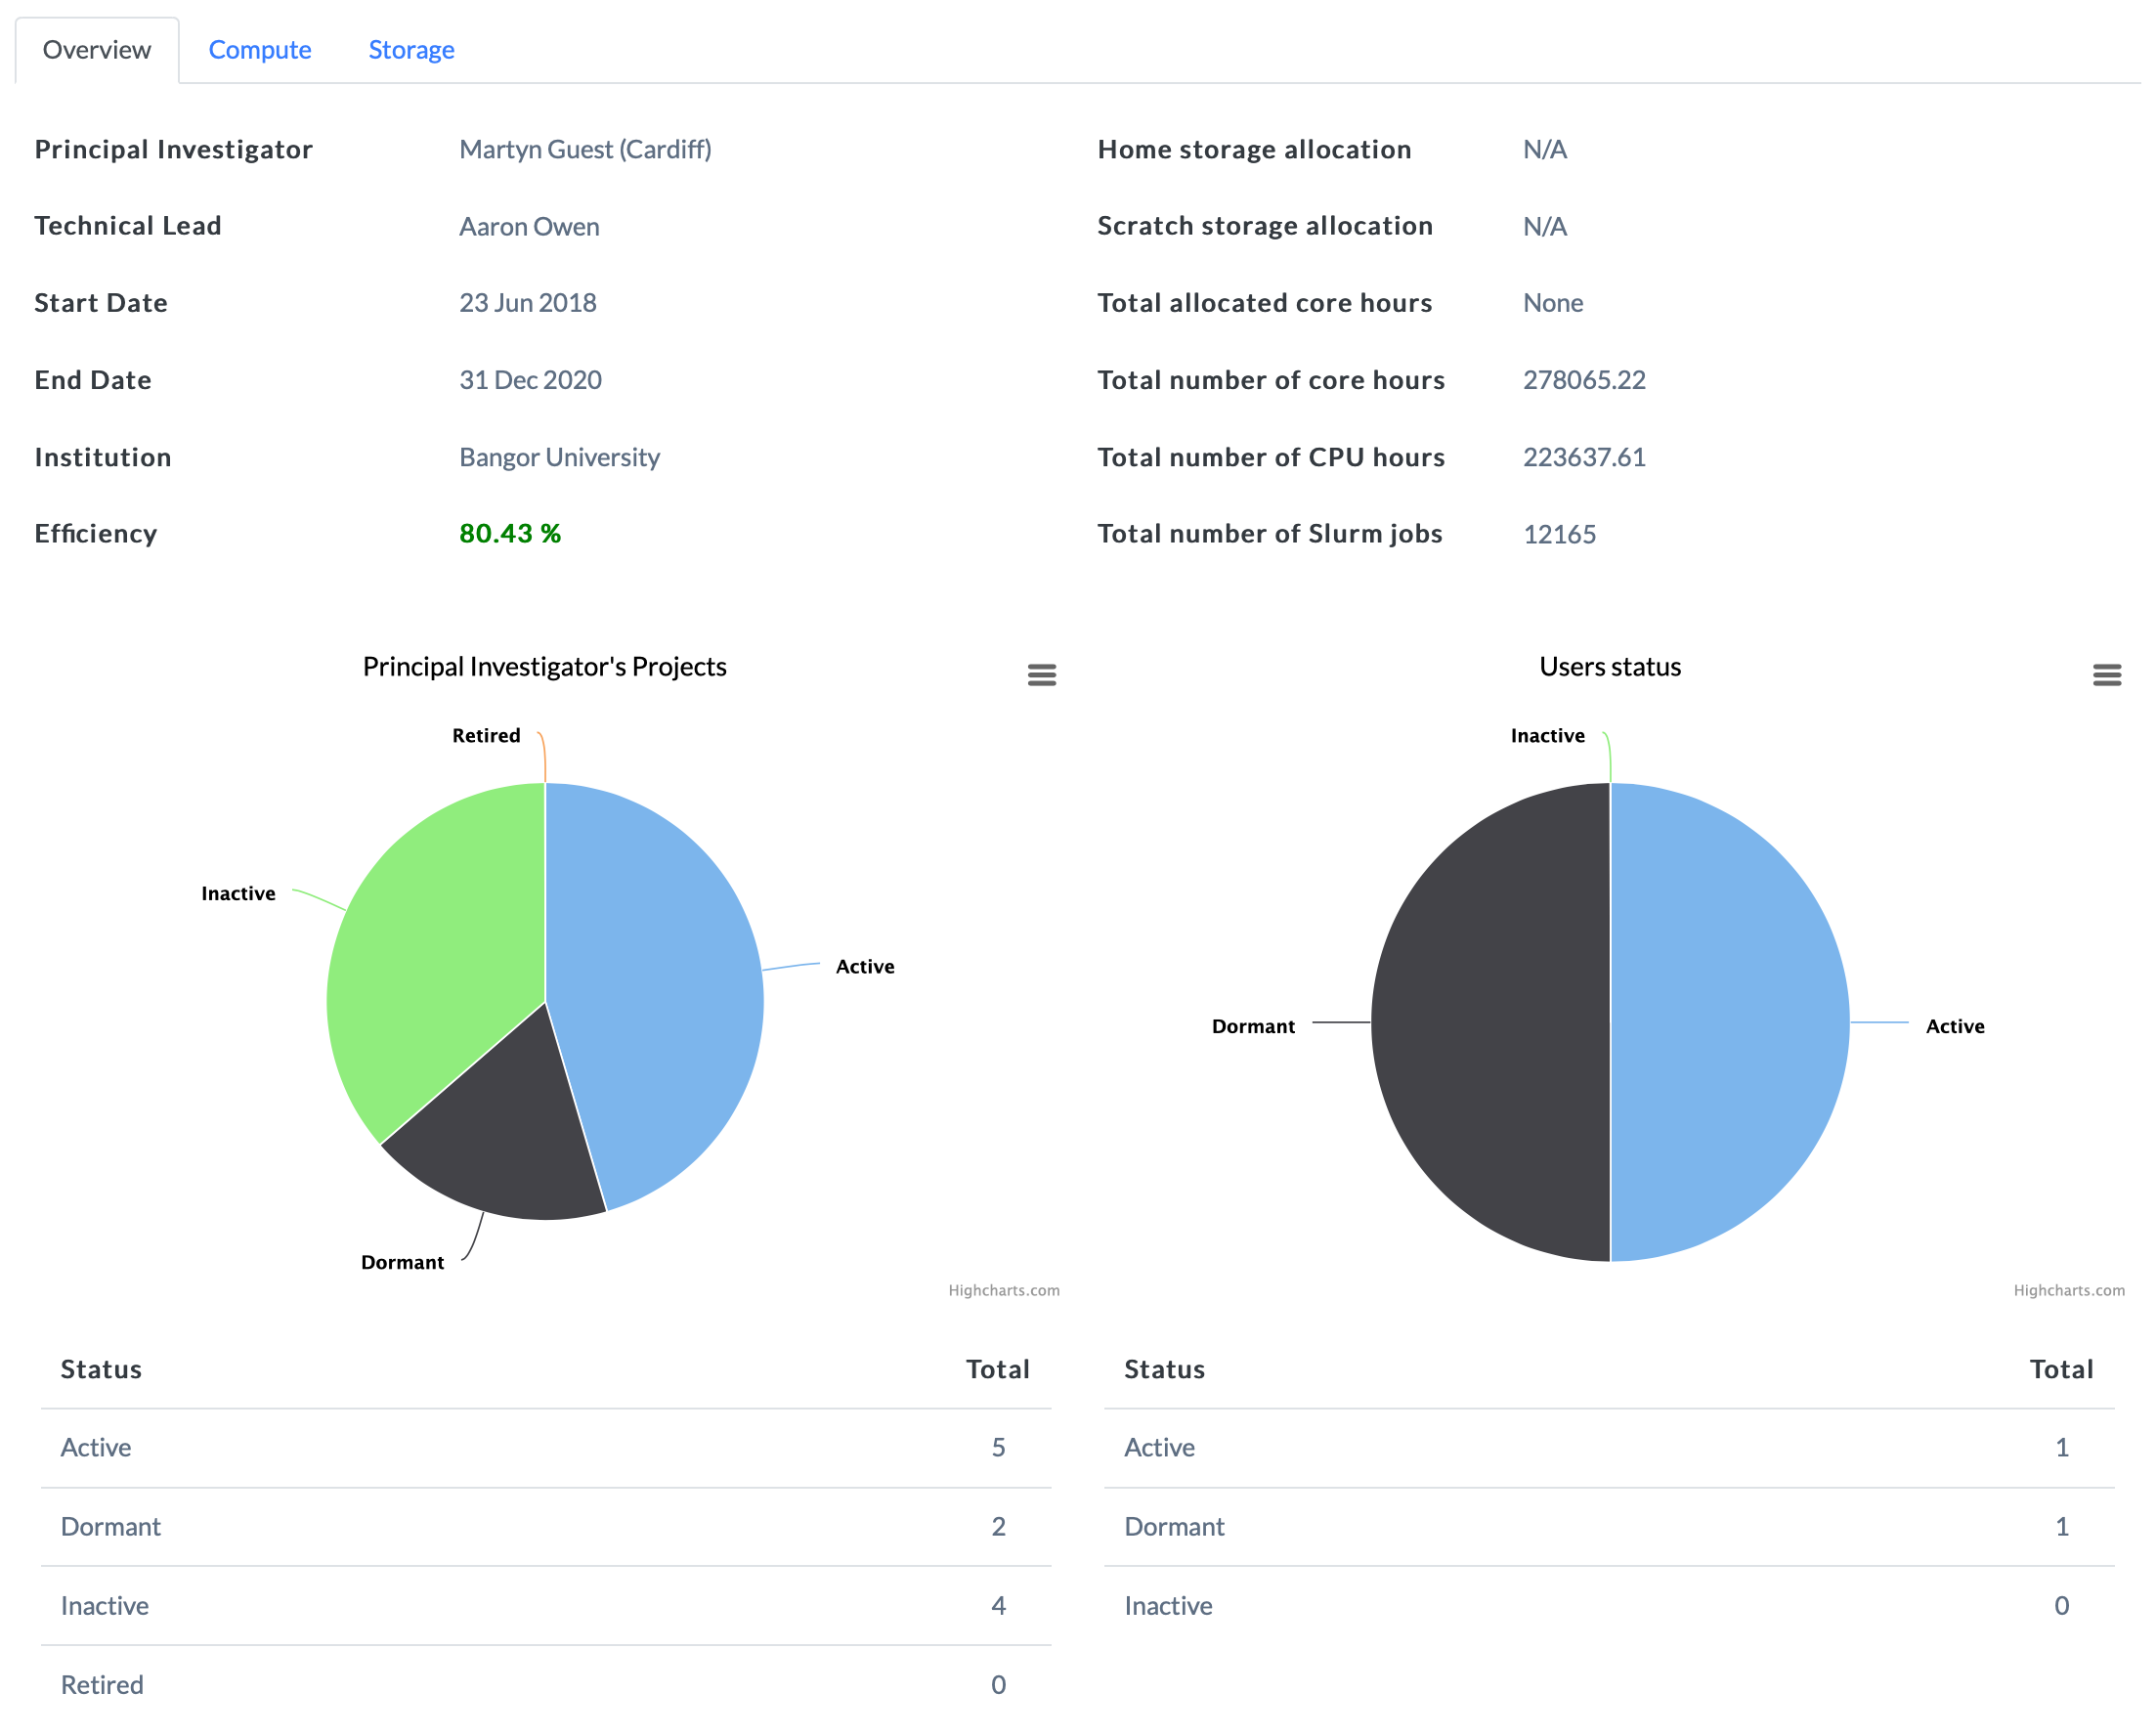 Overview Compute Storage
Principal Investigator Martyn Guest (Cardiff)
Technical Lead Aaron Owen
Start Date 23 Jun 2018
End Date 31 Dec 2020
Institution Bangor University
Efficiency 80.43 %
Home storage allocation N/A
Scratch storage allocation N/A
Total allocated core hours None
Total number of core hours 278065.22
Total number of CPU hours 223637.61
Total number of Slurm jobs 12165
Principal Investigator's Projects
Retired
Inactive
Active
Dormant
Highcharts.com
Users status
Inactive
Dormant
Active
Highcharts.com
Status Total
Active 5
Dormant 2
Inactive 4
Retired 0
Status Total
Active 1
Dormant 1
Inactive 0